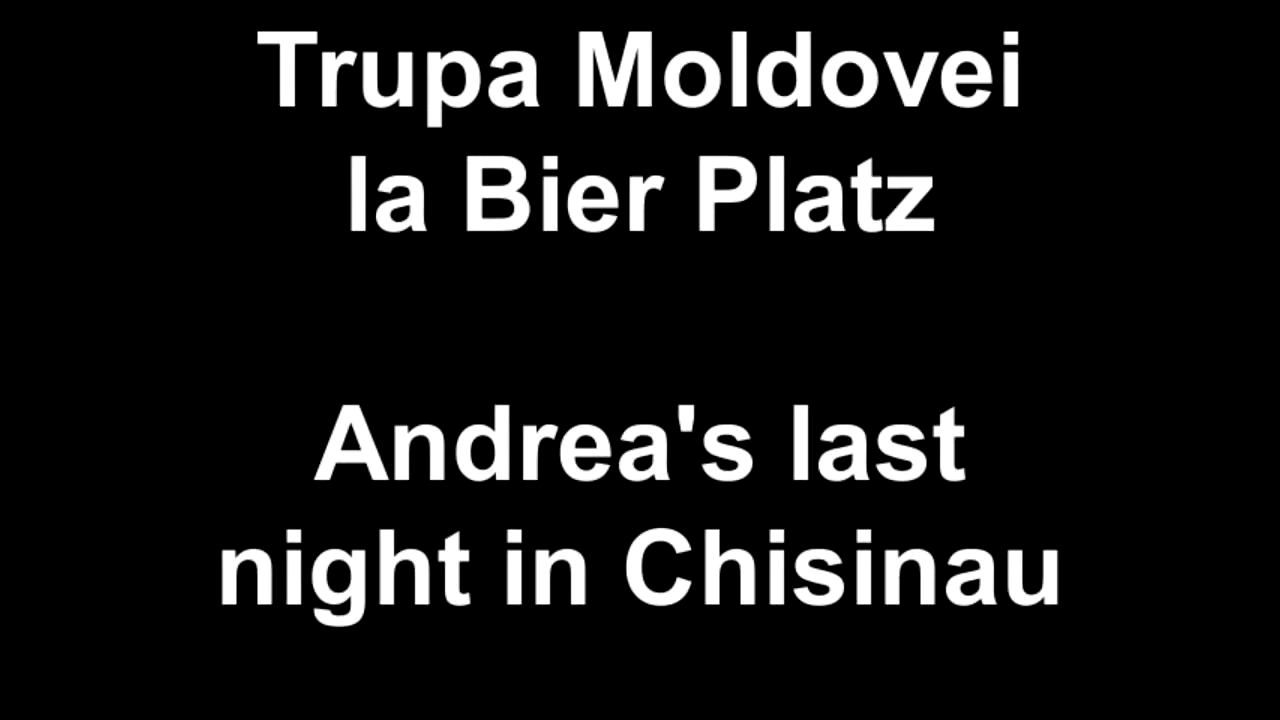 Trupa Moldovei
la Bier Platz
Andrea's last
night in Chisinau